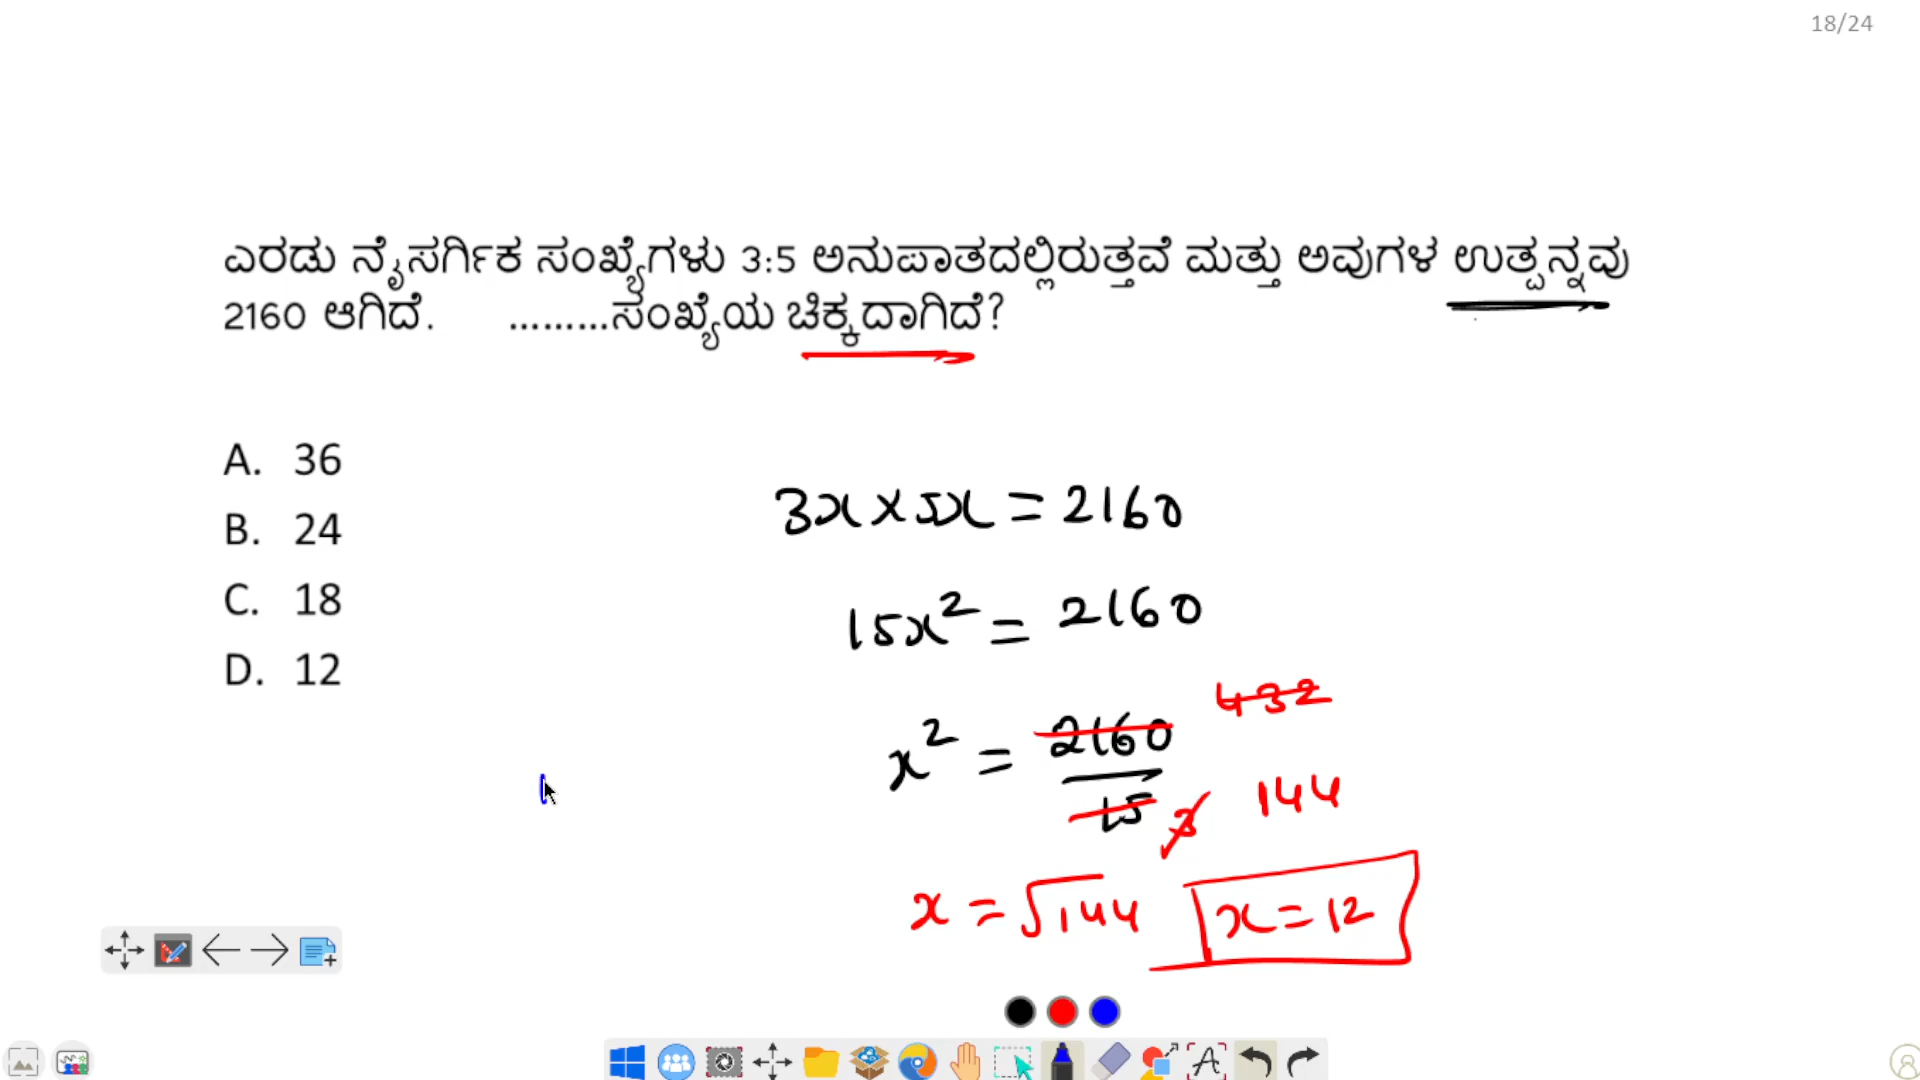 18/24
ಎರಡು ನೈಸರ್ಗಿಕ ಸಂಖ್ಯೆಗಳು 3:5 ಅನುಪಾತದಲ್ಲಿರುತ್ತವೆ ಮತ್ತು ಅವುಗಳ ಉತ್ಪನ್ನವು
2160 ಆಗಿದೆ. .........ಸಂಖ್ಯೆಯ ಚಿಕ್ಕದಾಗಿದೆ?
A. 36
B. 24
C. 18
D. 12
3x × 5x = 2160
15x² = 2160
432
x² = 2160/15
3 144
x = √144 x = 12